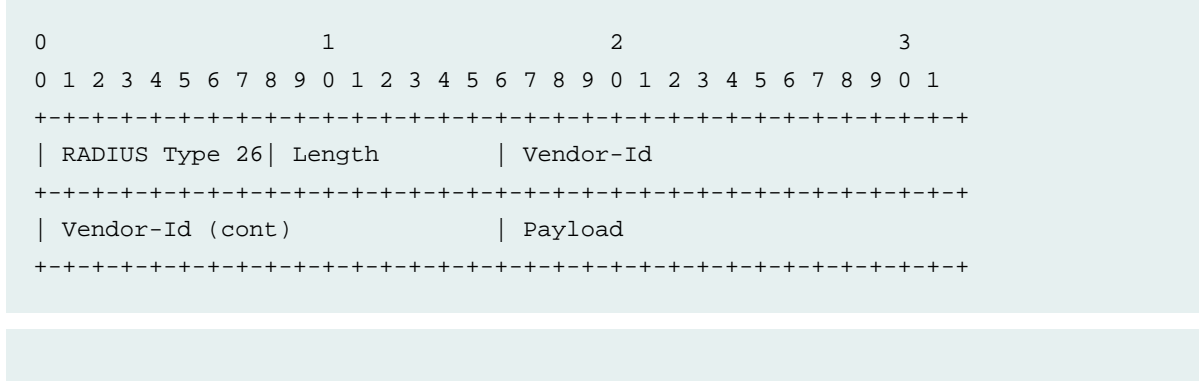 0                   1                   2                   3
0 1 2 3 4 5 6 7 8 9 0 1 2 3 4 5 6 7 8 9 0 1 2 3 4 5 6 7 8 9 0 1
+-+-+-+-+-+-+-+-+-+-+-+-+-+-+-+-+-+-+-+-+-+-+-+-+-+-+-+-+-+-+-+-+
| RADIUS Type 26| Length        | Vendor-Id
+-+-+-+-+-+-+-+-+-+-+-+-+-+-+-+-+-+-+-+-+-+-+-+-+-+-+-+-+-+-+-+-+
| Vendor-Id (cont)              | Payload
+-+-+-+-+-+-+-+-+-+-+-+-+-+-+-+-+-+-+-+-+-+-+-+-+-+-+-+-+-+-+-+-+